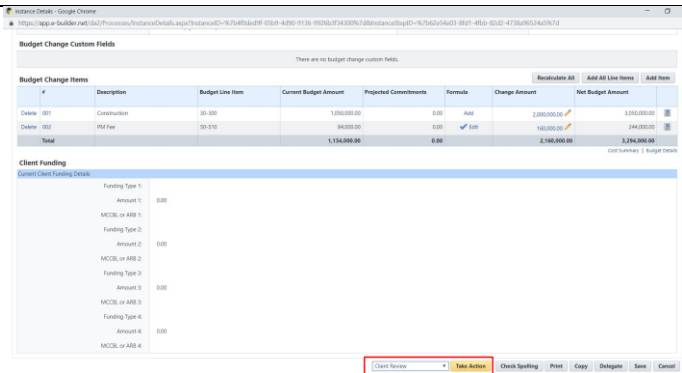 Instance Details - Google Chrome
Budget Change Custom Fields
There are no budget change custom fields.
Budget Change Items
Recalculate All Add All Line Items Add Item
# Description Budget Line Item Current Budget Amount Projected Commitments Formula Change Amount Net Budget Amount
Delete 001 Construction 30-300 1,050,000.00 0.00 Add 2,000,000.00 3,050,000.00
Delete 002 PM Fee 50-510 84,000.00 0.00 Edit 160,000.00 244,000.00
Total 1,134,000.00 0.00 2,160,000.00 3,294,000.00
Cost Summary | Budget Details
Client Funding
Current Client Funding Details
Funding Type 1:
Amount 1: 0.00
MCCBL or ARB 1:
Funding Type 2:
Amount 2: 0.00
MCCBL or ARB 2:
Funding Type 3:
Amount 3: 0.00
MCCBL or ARB 3:
Funding Type 4:
Amount 4: 0.00
MCCBL or ARB 4:
Client Review Take Action Check Spelling Print Copy Delegate Save Cancel